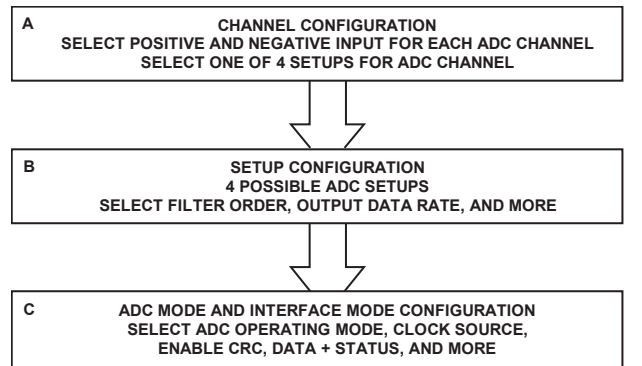 A
CHANNEL CONFIGURATION
SELECT POSITIVE AND NEGATIVE INPUT FOR EACH ADC CHANNEL
SELECT ONE OF 4 SETUPS FOR ADC CHANNEL
B
SETUP CONFIGURATION
4 POSSIBLE ADC SETUPS
SELECT FILTER ORDER, OUTPUT DATA RATE, AND MORE
C
ADC MODE AND INTERFACE MODE CONFIGURATION
SELECT ADC OPERATING MODE, CLOCK SOURCE,
ENABLE CRC, DATA + STATUS, AND MORE